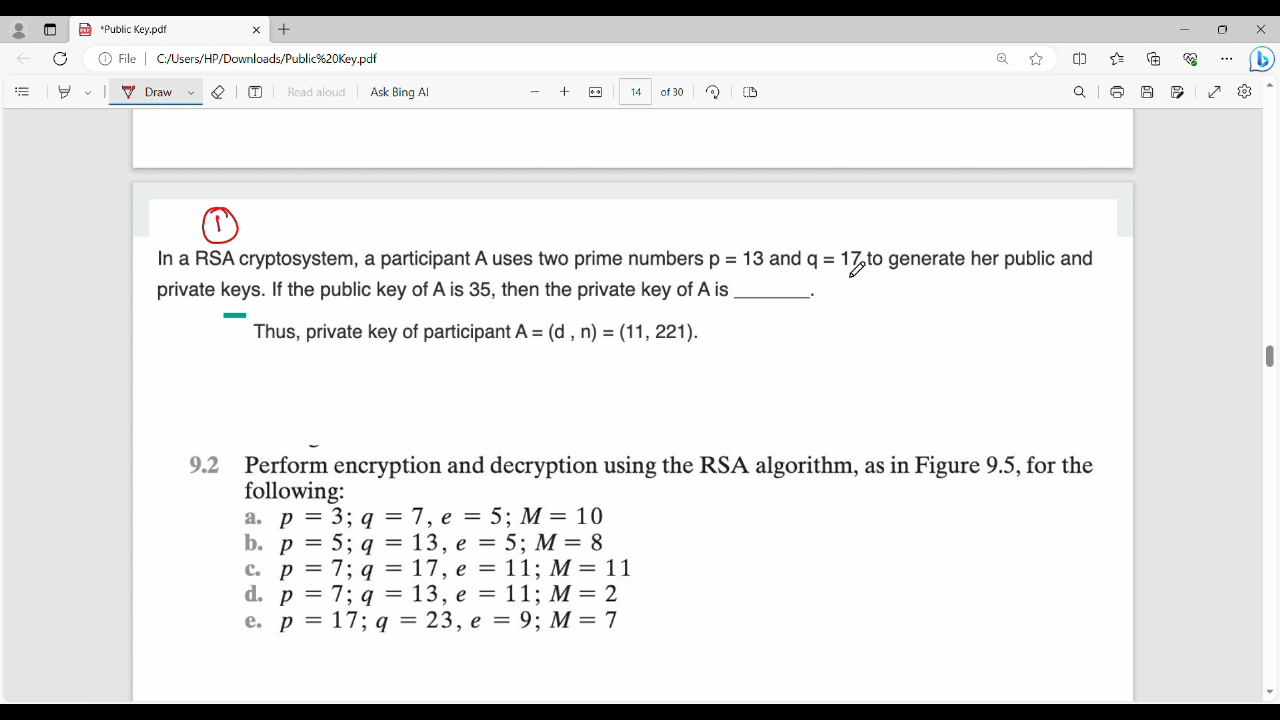 *Public Key.pdf
File C:/Users/HP/Downloads/Public%20Key.pdf
Draw Read aloud Ask Bing AI 14 of 30
1
In a RSA cryptosystem, a participant A uses two prime numbers p = 13 and q = 17 to generate her public and
private keys. If the public key of A is 35, then the private key of A is ________.
Thus, private key of participant A = (d , n) = (11, 221).
9.2 Perform encryption and decryption using the RSA algorithm, as in Figure 9.5, for the
following:
a. p = 3; q = 7, e = 5; M = 10
b. p = 5; q = 13, e = 5; M = 8
c. p = 7; q = 17, e = 11; M = 11
d. p = 7; q = 13, e = 11; M = 2
e. p = 17; q = 23, e = 9; M = 7